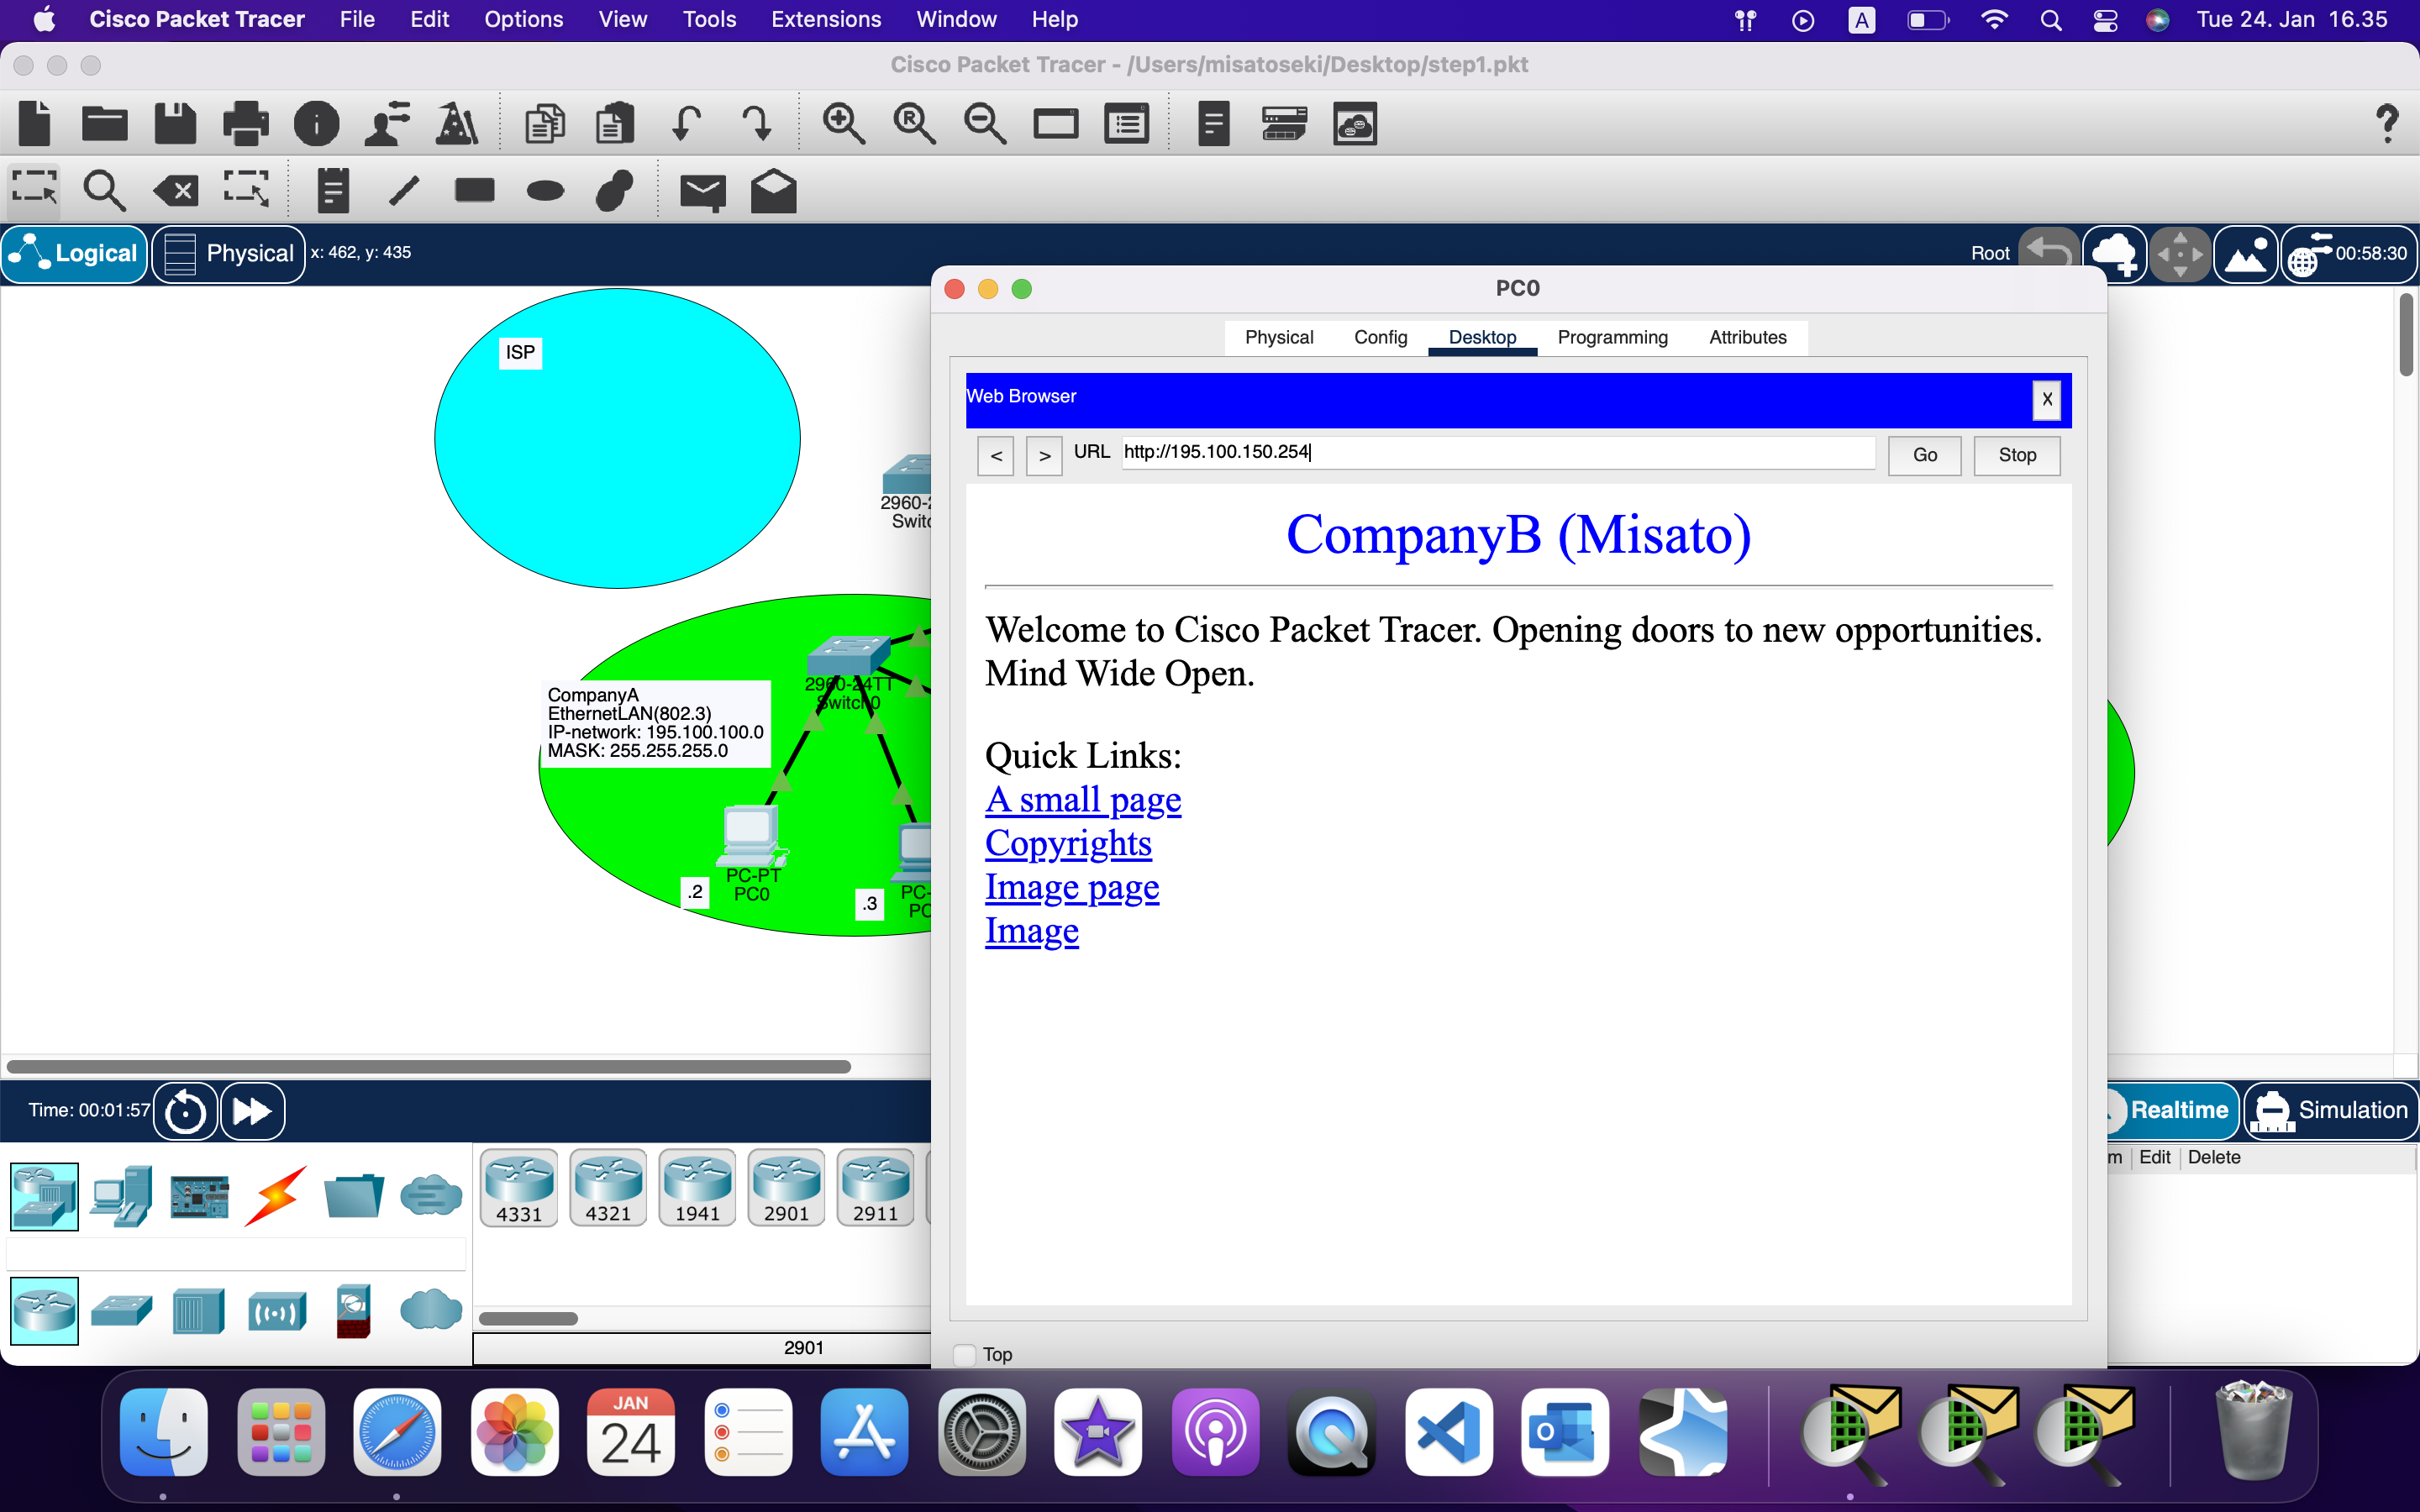 Cisco Packet Tracer File Edit Options View Tools Extensions Window Help A Tue 24. Jan 16.35
Cisco Packet Tracer - /Users/misatoseki/Desktop/step1.pkt
R
Logical Physical x: 462, y: 435 Root 00:58:30
PC0
Physical Config Desktop Programming Attributes
Web Browser X
< > URL http://195.100.150.254 Go Stop
CompanyB (Misato)
Welcome to Cisco Packet Tracer. Opening doors to new opportunities.
Mind Wide Open.
Quick Links:
A small page
Copyrights
Image page
Image
Top
ISP
2960-2
Switc
2960-24TT
Switch0
CompanyA
EthernetLAN(802.3)
IP-network: 195.100.100.0
MASK: 255.255.255.0
PC-PT
PC0
.2
.3
PC-
PC
Time: 00:01:57 Realtime Simulation
m Edit Delete
4331 4321 1941 2901 2911
2901
JAN
24